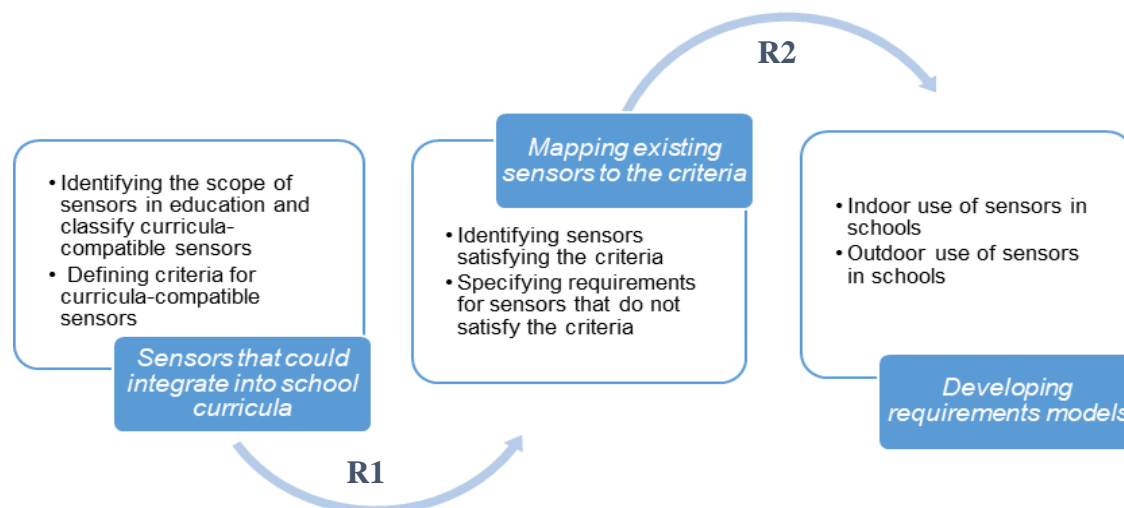 • Identifying the scope of
sensors in education and
classify curricula-
compatible sensors
• Defining criteria for
curricula-compatible
sensors
Sensors that could
integrate into school
curricula
R1
Mapping existing
sensors to the criteria
• Identifying sensors
satisfying the criteria
• Specifying requirements
for sensors that do not
satisfy the criteria
R2
• Indoor use of sensors in
schools
• Outdoor use of sensors
in schools
Developing
requirements models